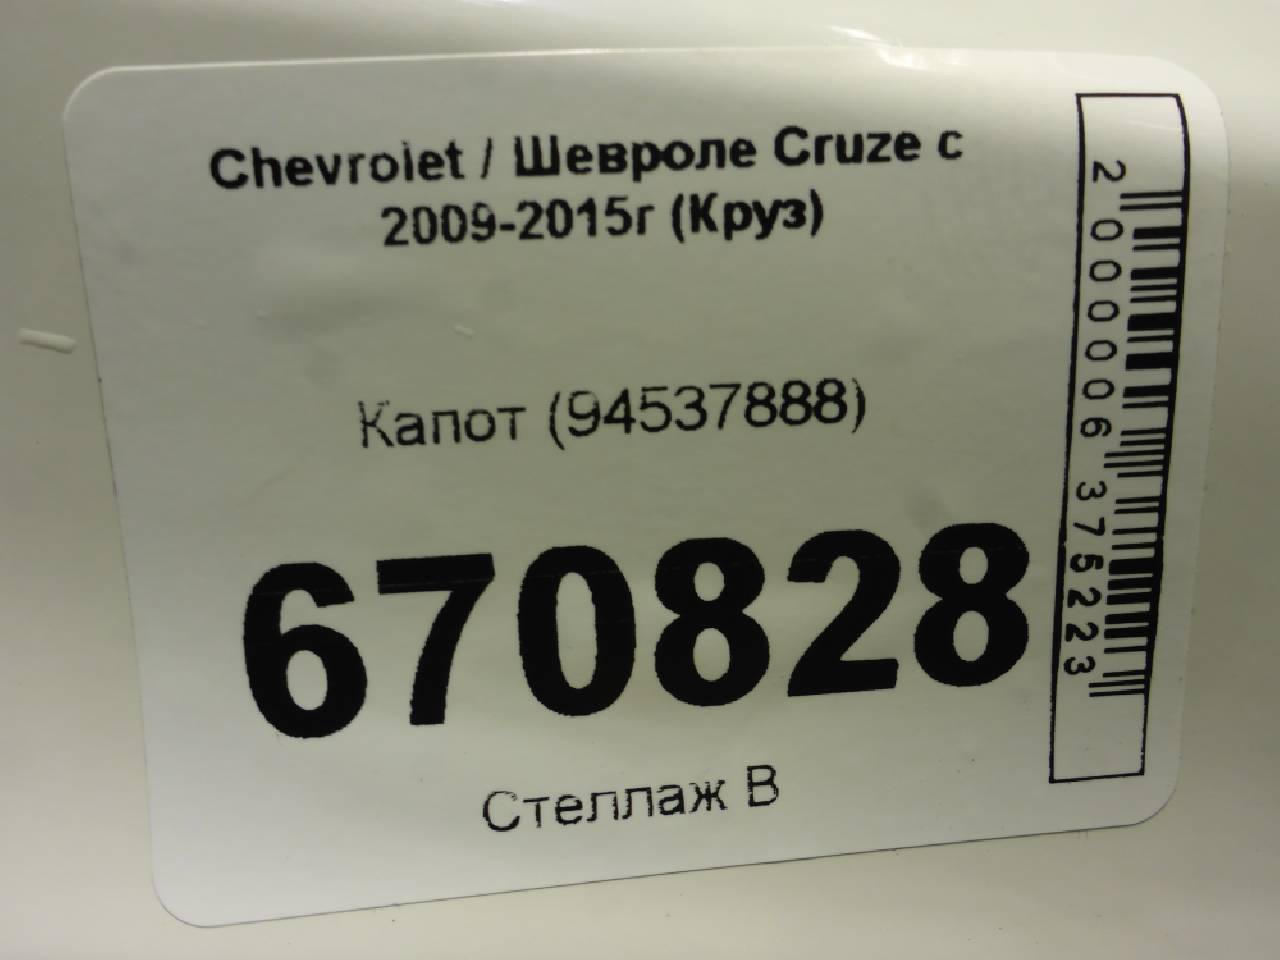 Chevrolet / Шевроле Cruze с
2009-2015г (Круз)
Капот (94537888)
670828
Стеллаж В
2000006375223